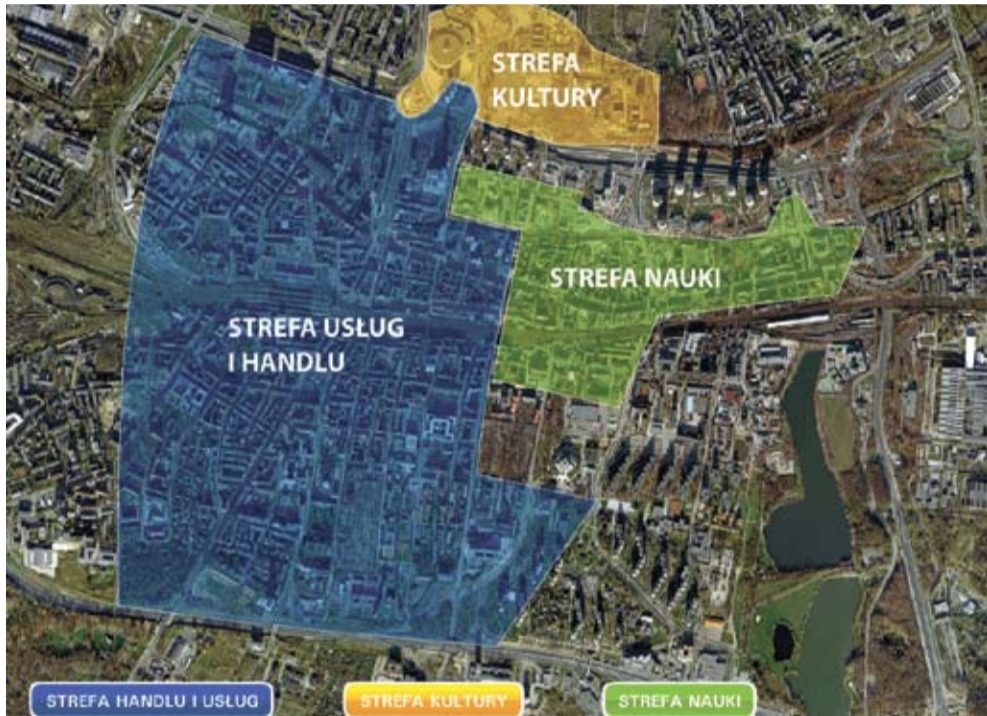 STREFA
KULTURY
STREFA NAUKI
STREFA USŁUG
I HANDLU
STREFA HANDLU I USŁUG
STREFA KULTURY
STREFA NAUKI